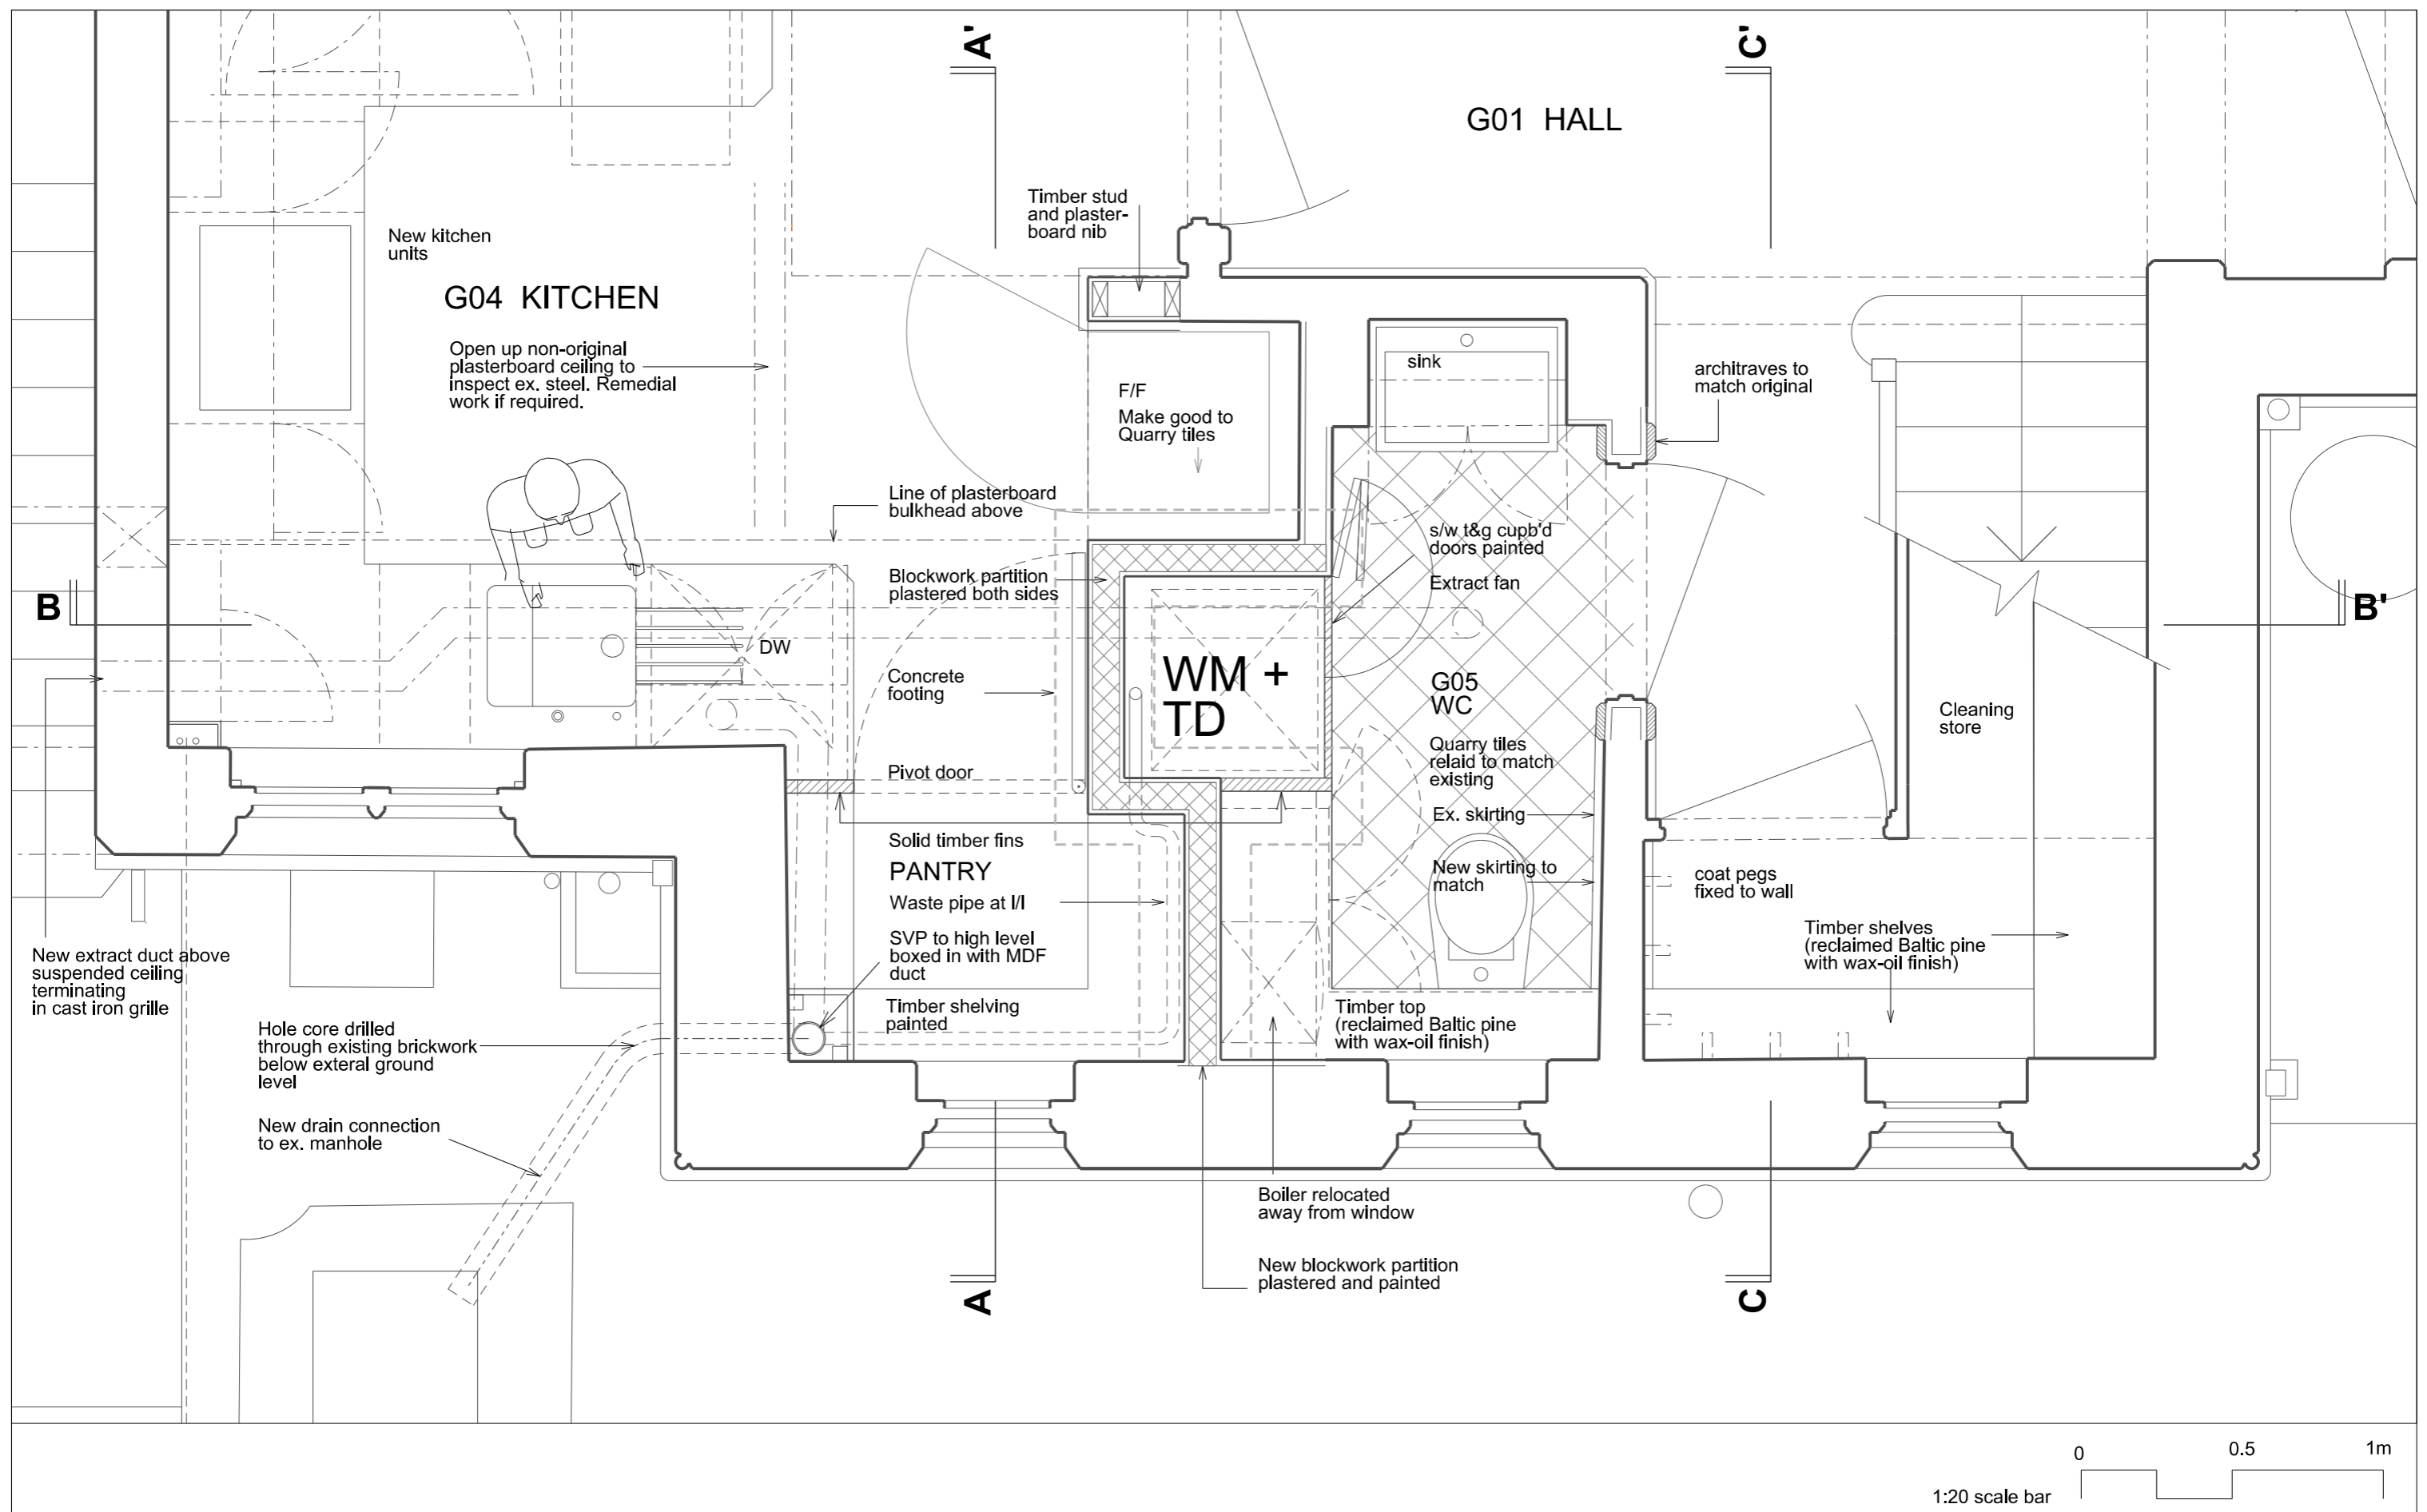 A'
C'
G01  HALL
Timber stud
and plaster-
board nib
New kitchen
units
G04  KITCHEN
Open up non-original
plasterboard ceiling to
inspect ex. steel. Remedial
work if required.
sink
F/F
Make good to
Quarry tiles
architraves to
match original
Line of plasterboard
bulkhead above
s/w t&g cupb'd
doors painted
Extract fan
Blockwork partition
plastered both sides
B
B'
DW
WM +
TD
Concrete
footing
G05
WC
Cleaning
store
Quarry tiles
relaid to match
existing
Pivot door
Ex. skirting
Solid timber fins
PANTRY
Waste pipe at l/l
New skirting to
match
coat pegs
fixed to wall
SVP to high level
boxed in with MDF
duct
Timber shelves
(reclaimed Baltic pine
with wax-oil finish)
New extract duct above
suspended ceiling
terminating
in cast iron grille
Timber shelving
painted
Timber top
(reclaimed Baltic pine
with wax-oil finish)
Hole core drilled
through existing brickwork
below exteral ground
level
New drain connection
to ex. manhole
Boiler relocated
away from window
New blockwork partition
plastered and painted
A
C
0
0.5
1m
1:20 scale bar